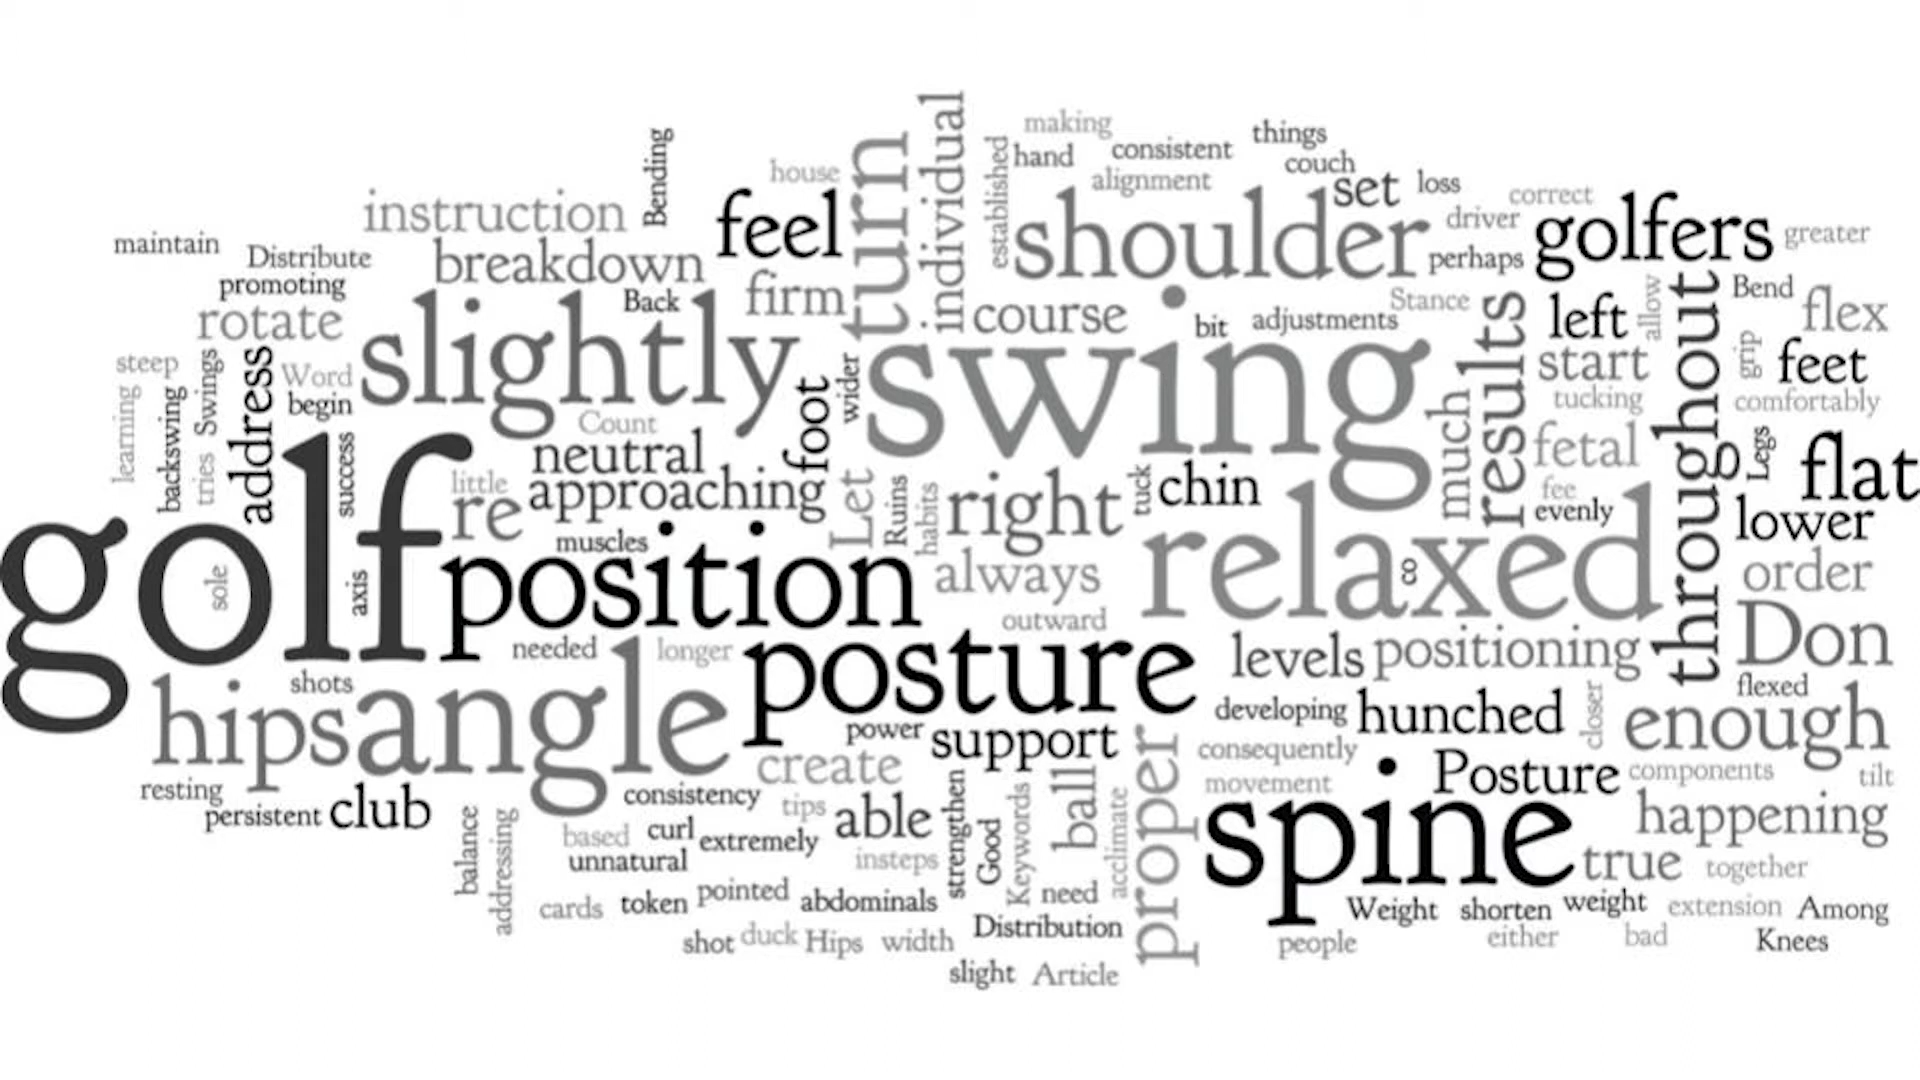 making
things
individual
established
hand
consistent
couch
Bending
house
turn
alignment
set
loss
correct
instruction
feel
shoulder
driver
golfers
greater
maintain
Distribute
breakdown
perhaps
promoting
Back
firm
course
bit
adjustments
Stance
left
allow
throughout
Bend
flex
rotate
slightly
swing
results
start
grip
feet
steep
learning
backswing
Swings
tries
address
Word
begin
Count
foot
wider
much
tucking
comfortably
success
neutral
fetal
Legs
flat
little
re
approaching
Let
Ruins
habits
right
tuck
chin
fee
evenly
lower
golf
sole
axis
muscles
position
always
relaxed
co
order
outward
needed
longer
posture
levels
positioning
Don
shots
hips
angle
power
support
developing
hunched
closer
flexed
enough
create
proper
consequently
movement
Posture
components
tilt
resting
persistent
club
consistency
tips
able
strengthen
Good
Keywords
ball
acclimate
spine
happening
balance
addressing
based
curl
extremely
unnatural
insteps
true
together
cards
token
pointed
abdominals
need
Weight
shorten
weight
extension
Among
shot
duck
Hips
width
Distribution
people
either
bad
Knees
slight
Article